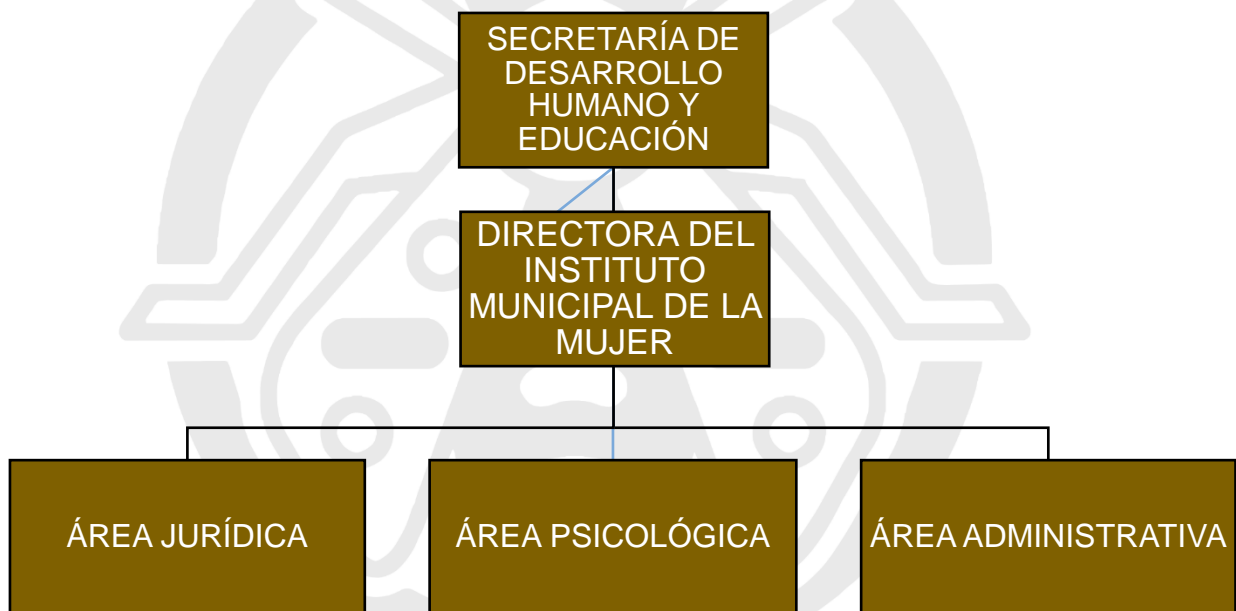 SECRETARÍA DE
DESARROLLO
HUMANO Y
EDUCACIÓN
DIRECTORA DEL
INSTITUTO
MUNICIPAL DE LA
MUJER
ÁREA JURÍDICA
ÁREA PSICOLÓGICA
ÁREA ADMINISTRATIVA